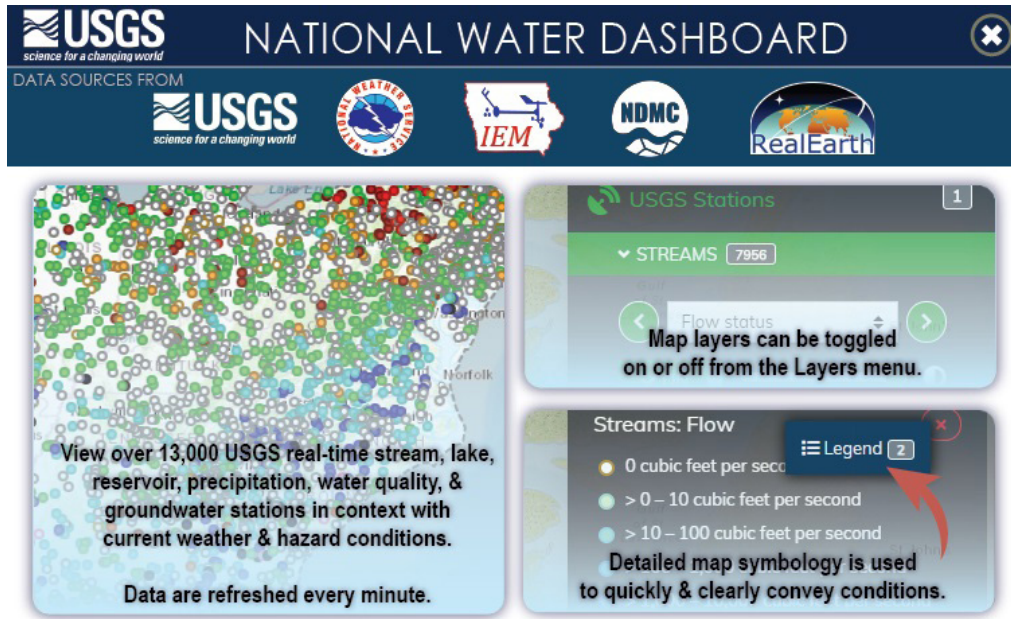 USGS
science for a changing world
NATIONAL WATER DASHBOARD
DATA SOURCES FROM
USGS
science for a changing world
NATIONAL WEATHER SERVICE
IEM
NDMC
RealEarth
Norfolk
View over 13,000 USGS real-time stream, lake,
reservoir, precipitation, water quality, &
groundwater stations in context with
current weather & hazard conditions.
Data are refreshed every minute.
USGS Stations
1
STREAMS 7956
Flow status
Map layers can be toggled
on or off from the Layers menu.
Streams: Flow
Legend 2
0 cubic feet per seco
> 0 – 10 cubic feet per second
> 10 – 100 cubic feet per second
Detailed map symbology is used
to quickly & clearly convey conditions.